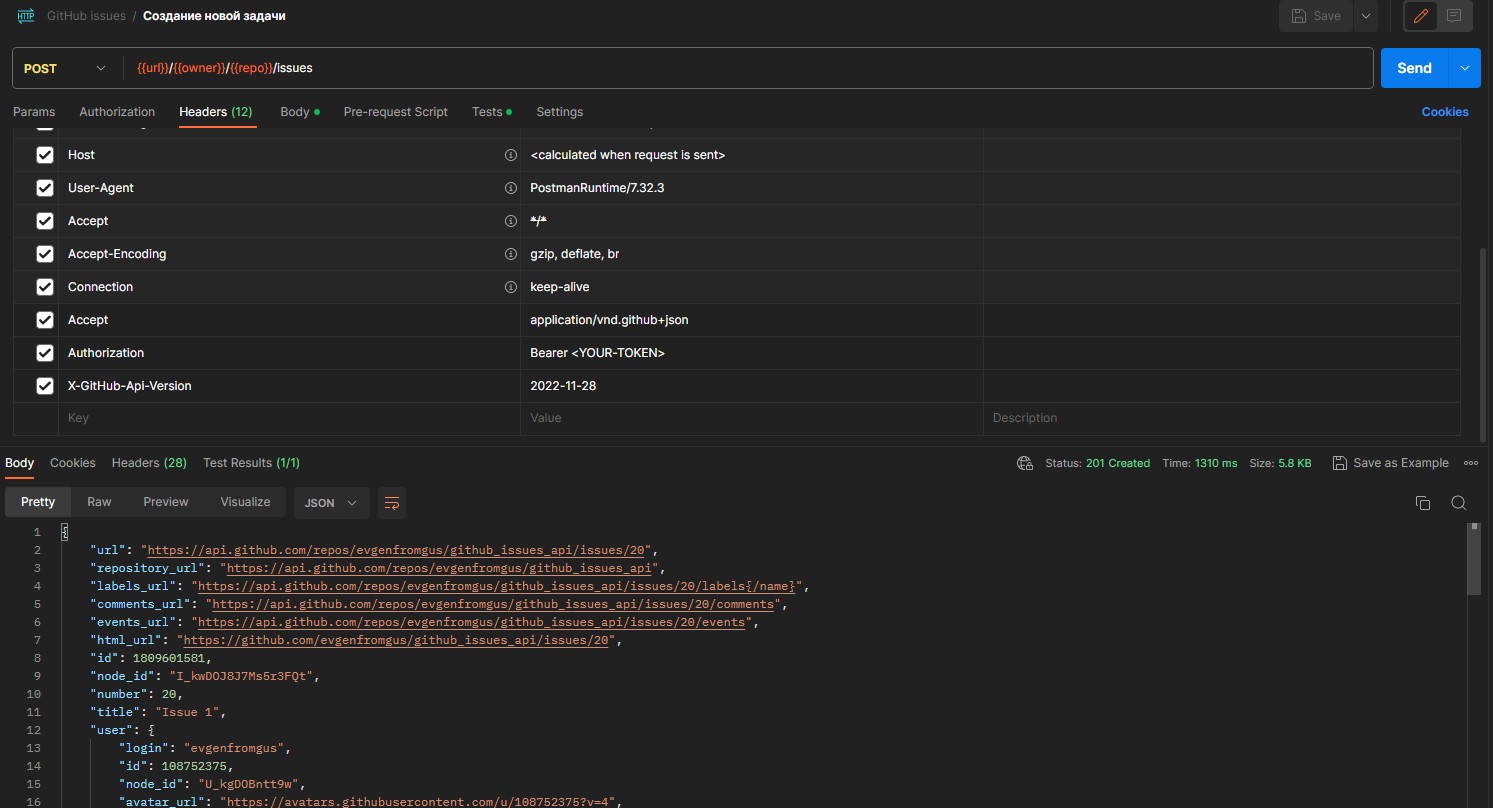 HTTP GitHub issues / Создание новой задачи Save
POST {{url}}/{{owner}}/{{repo}}/issues Send
Params Authorization Headers (12) Body Pre-request Script Tests Settings Cookies
Host <calculated when request is sent>
User-Agent PostmanRuntime/7.32.3
Accept */*
Accept-Encoding gzip, deflate, br
Connection keep-alive
Accept application/vnd.github+json
Authorization Bearer <YOUR-TOKEN>
X-GitHub-Api-Version 2022-11-28
Key Value Description
Body Cookies Headers (28) Test Results (1/1) Status: 201 Created Time: 1310 ms Size: 5.8 KB Save as Example
Pretty Raw Preview Visualize JSON
1 {
2 "url": "https://api.github.com/repos/evgenfromgus/github_issues_api/issues/20",
3 "repository_url": "https://api.github.com/repos/evgenfromgus/github_issues_api",
4 "labels_url": "https://api.github.com/repos/evgenfromgus/github_issues_api/issues/20/labels{/name}",
5 "comments_url": "https://api.github.com/repos/evgenfromgus/github_issues_api/issues/20/comments",
6 "events_url": "https://api.github.com/repos/evgenfromgus/github_issues_api/issues/20/events",
7 "html_url": "https://github.com/evgenfromgus/github_issues_api/issues/20",
8 "id": 1809601581,
9 "node_id": "I_kwDOJ8J7Ms5r3FQt",
10 "number": 20,
11 "title": "Issue 1",
12 "user": {
13 "login": "evgenfromgus",
14 "id": 108752375,
15 "node_id": "U_kgDOBntt9w",
16 "avatar_url": "https://avatars.githubusercontent.com/u/108752375?v=4",